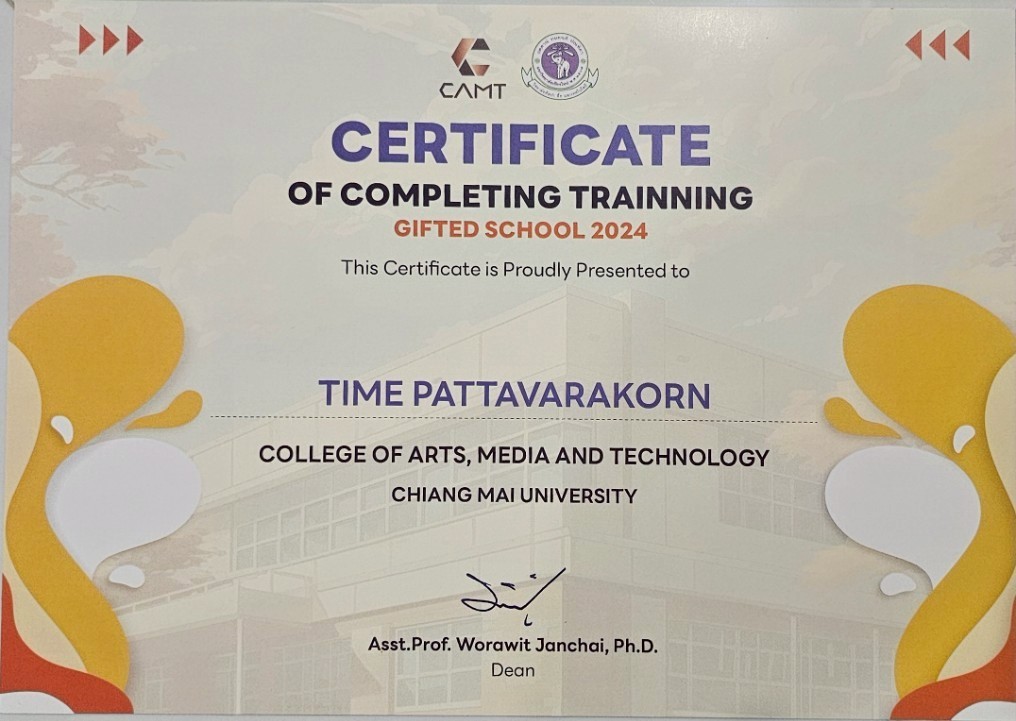 CAMT
CERTIFICATE
OF COMPLETING TRAINNING
GIFTED SCHOOL 2024
This Certificate is Proudly Presented to
TIME PATTAVARAKORN
COLLEGE OF ARTS, MEDIA AND TECHNOLOGY
CHIANG MAI UNIVERSITY
Asst.Prof. Worawit Janchai, Ph.D.
Dean